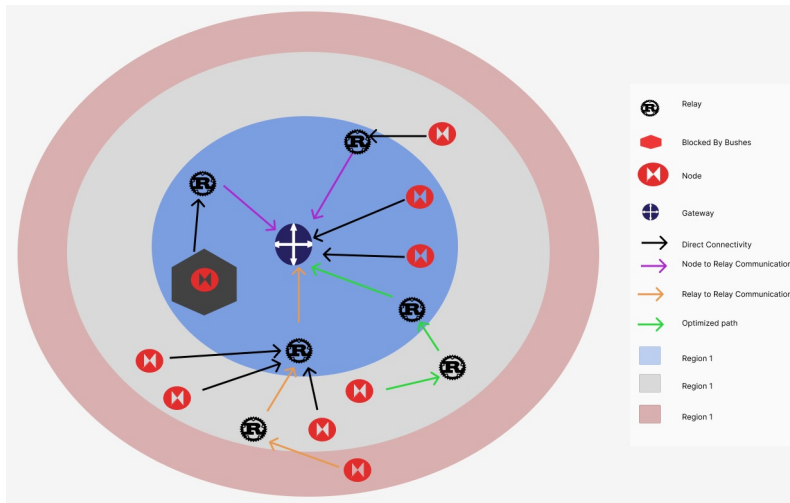 R
R
R
R
R
R
R
Relay
Blocked By Bushes
Node
Gateway
Direct Connectivity
Node to Relay Communication
Relay to Relay Communication
Optimized path
Region 1
Region 1
Region 1